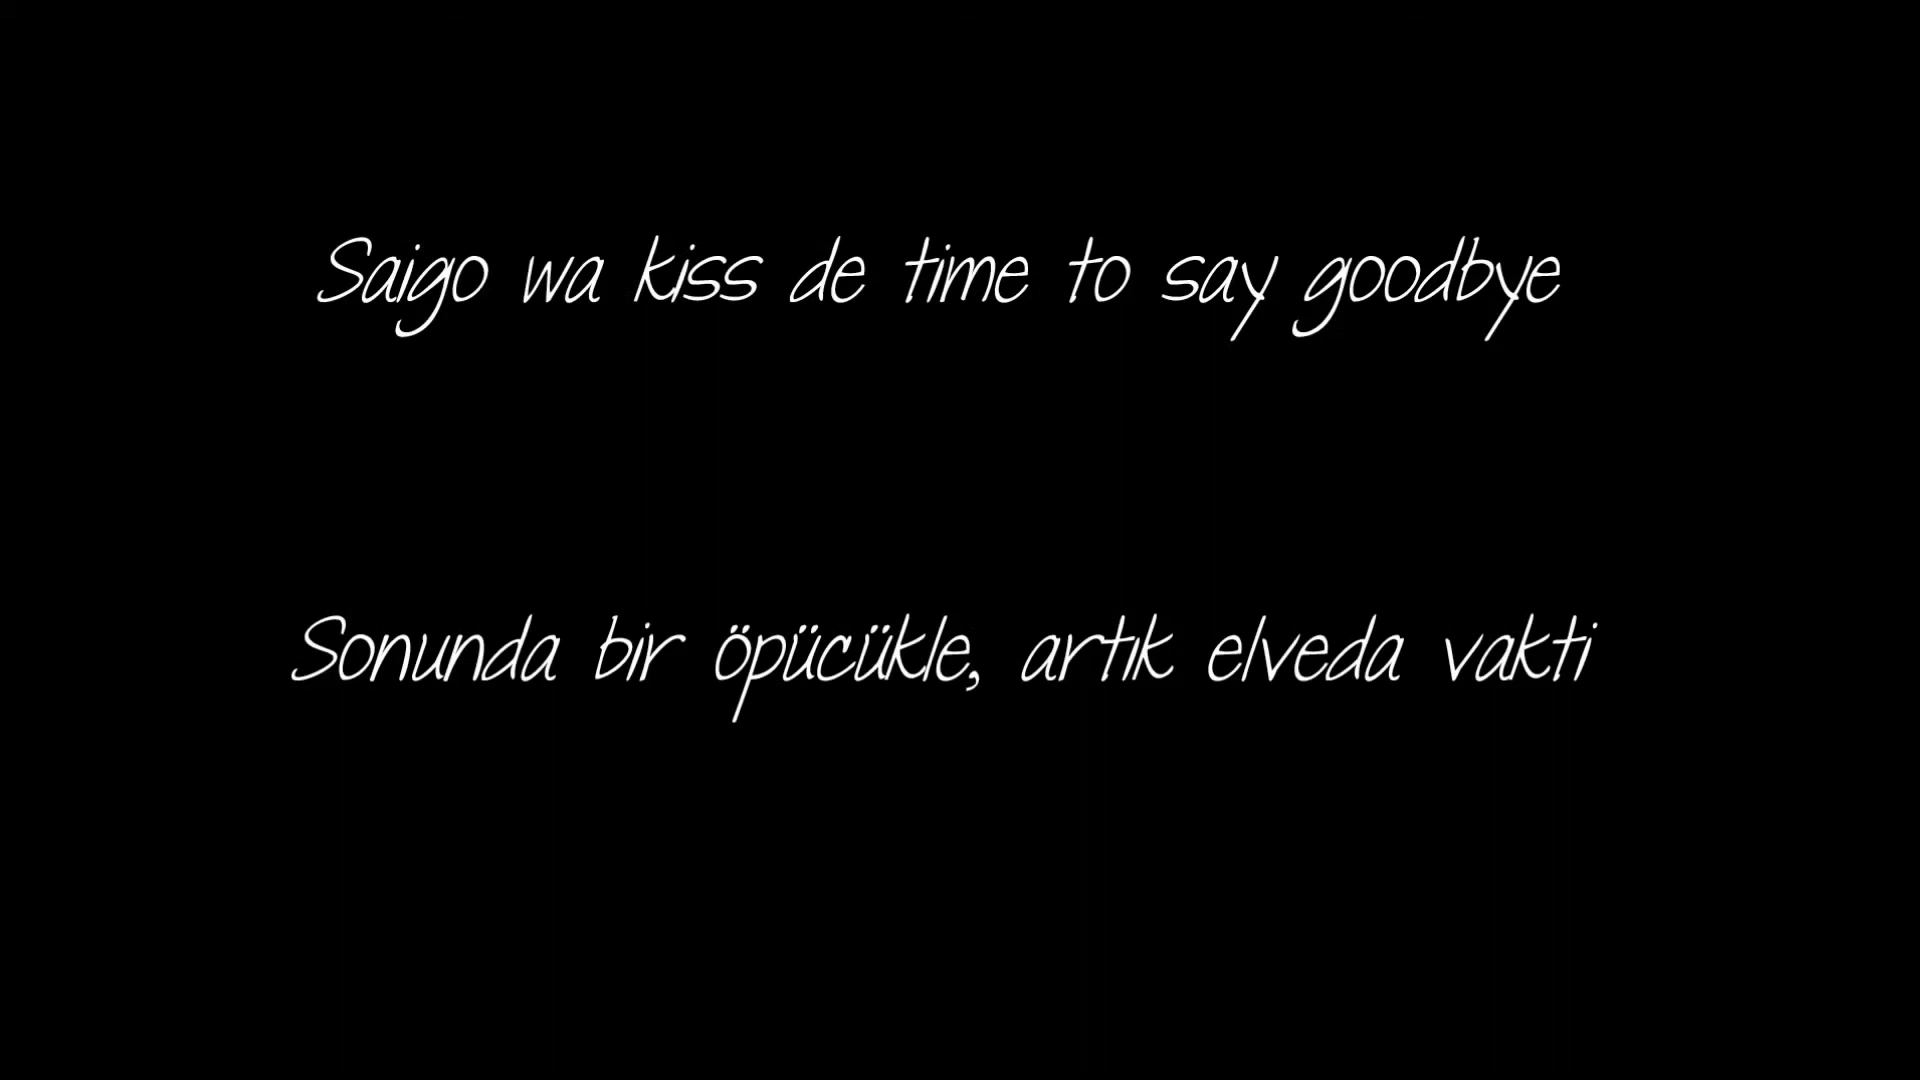 Saigo wa kiss de time to say goodbye
Sonunda bir öpücükle, artık elveda vakti